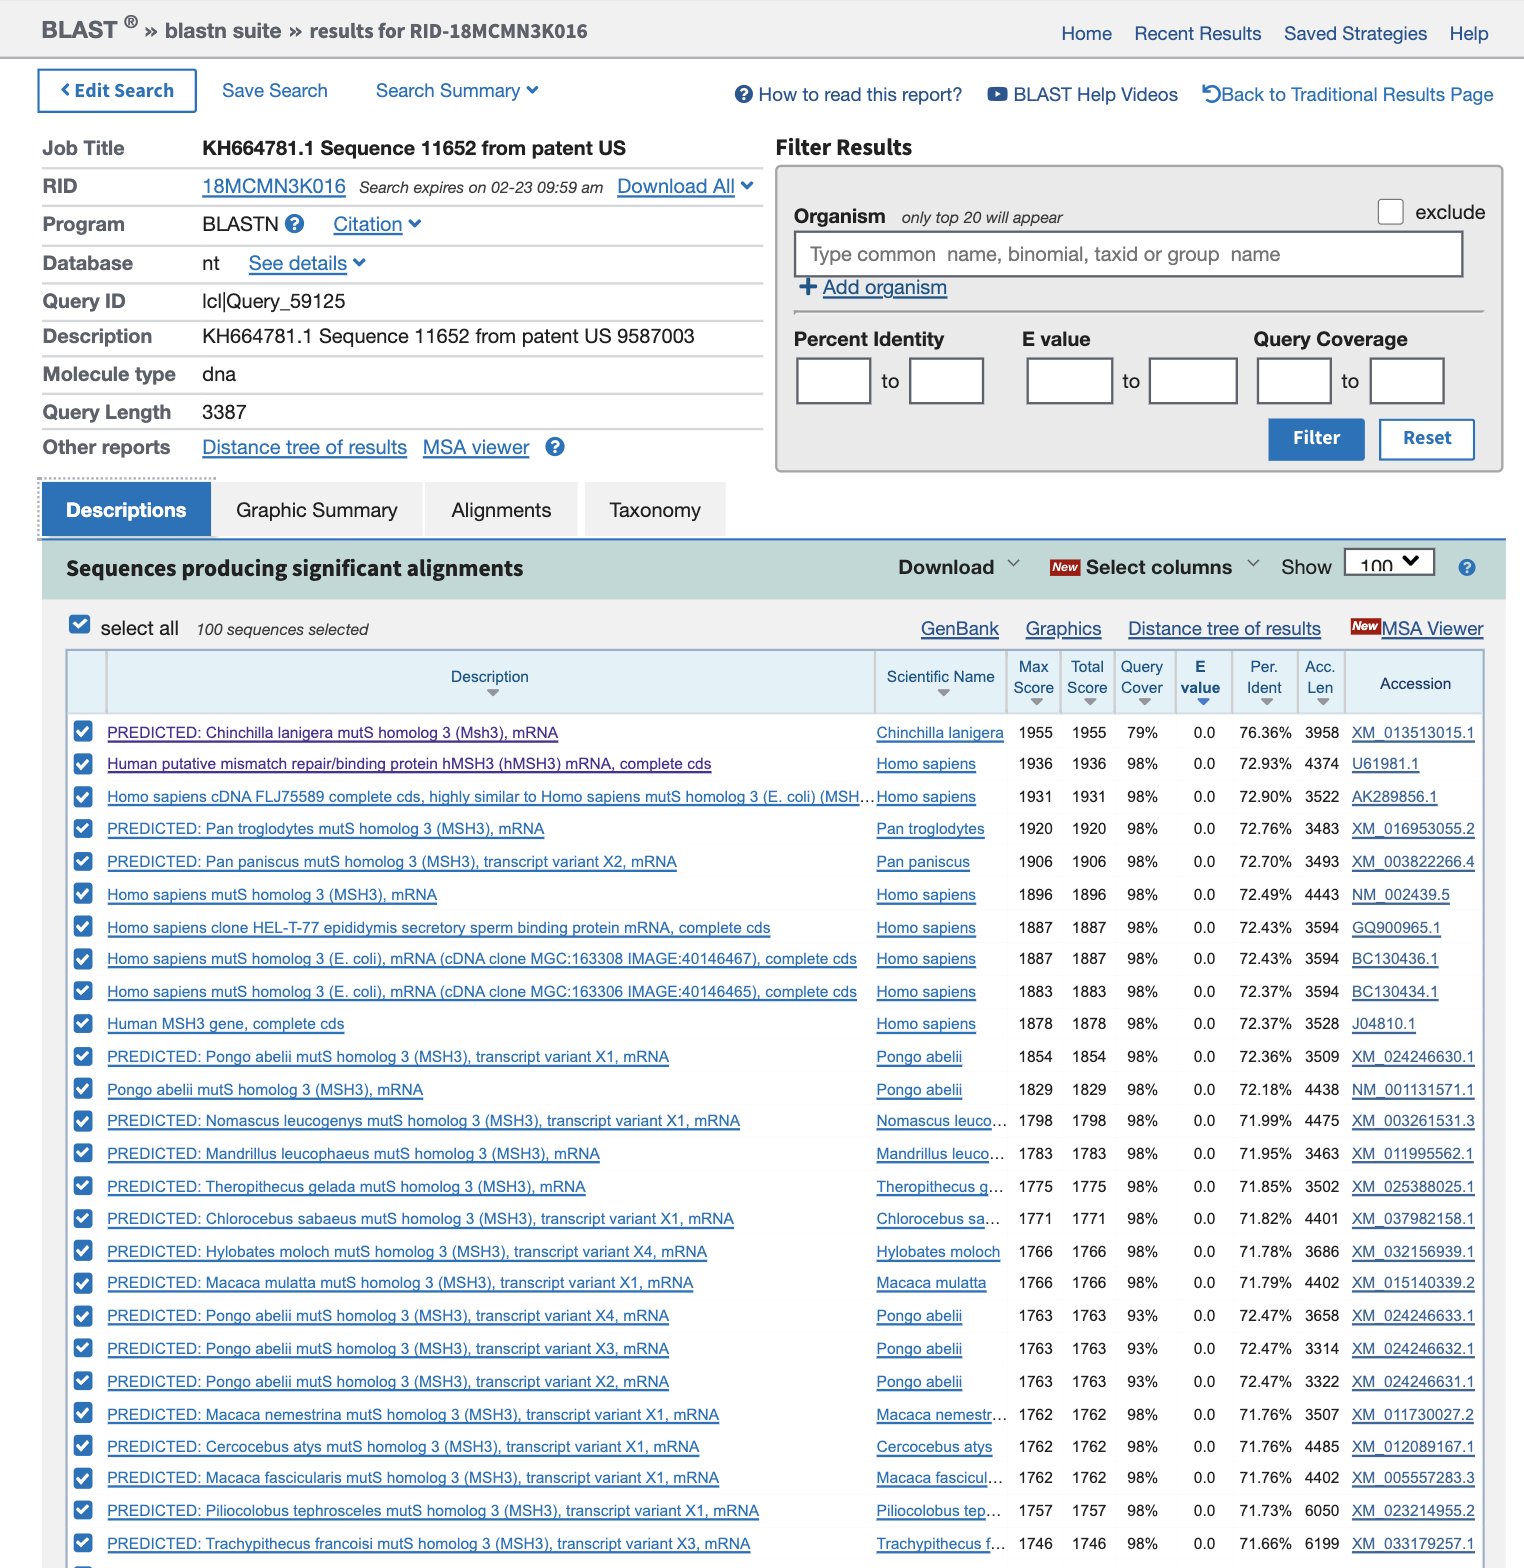 BLAST ® » blastn suite » results for RID-18MCMN3K016
Home Recent Results Saved Strategies Help
Edit Search Save Search Search Summary
How to read this report? BLAST Help Videos Back to Traditional Results Page
Job Title KH664781.1 Sequence 11652 from patent US
RID 18MCMN3K016 Search expires on 02-23 09:59 am Download All
Program BLASTN ? Citation
Database nt See details
Query ID lcl|Query_59125
Description KH664781.1 Sequence 11652 from patent US 9587003
Molecule type dna
Query Length 3387
Other reports Distance tree of results MSA viewer ?
Filter Results
Organism only top 20 will appear exclude
Type common name, binomial, taxid or group name
+ Add organism
Percent Identity E value Query Coverage
to to to
Filter Reset
Descriptions Graphic Summary Alignments Taxonomy
Sequences producing significant alignments Download New Select columns Show 100 ?
select all 100 sequences selected GenBank Graphics Distance tree of results New MSA Viewer
Description Scientific Name Max Score Total Score Query Cover E value Per. Ident Acc. Len Accession
PREDICTED: Chinchilla lanigera mutS homolog 3 (Msh3), mRNA Chinchilla lanigera 1955 1955 79% 0.0 76.36% 3958 XM_013513015.1
Human putative mismatch repair/binding protein hMSH3 (hMSH3) mRNA, complete cds Homo sapiens 1936 1936 98% 0.0 72.93% 4374 U61981.1
Homo sapiens cDNA FLJ75589 complete cds, highly similar to Homo sapiens mutS homolog 3 (E. coli) (MSH... Homo sapiens 1931 1931 98% 0.0 72.90% 3522 AK289856.1
PREDICTED: Pan troglodytes mutS homolog 3 (MSH3), mRNA Pan troglodytes 1920 1920 98% 0.0 72.76% 3483 XM_016953055.2
PREDICTED: Pan paniscus mutS homolog 3 (MSH3), transcript variant X2, mRNA Pan paniscus 1906 1906 98% 0.0 72.70% 3493 XM_003822266.4
Homo sapiens mutS homolog 3 (MSH3), mRNA Homo sapiens 1896 1896 98% 0.0 72.49% 4443 NM_002439.5
Homo sapiens clone HEL-T-77 epididymis secretory sperm binding protein mRNA, complete cds Homo sapiens 1887 1887 98% 0.0 72.43% 3594 GQ900965.1
Homo sapiens mutS homolog 3 (E. coli), mRNA (cDNA clone MGC:163308 IMAGE:40146467), complete cds Homo sapiens 1887 1887 98% 0.0 72.43% 3594 BC130436.1
Homo sapiens mutS homolog 3 (E. coli), mRNA (cDNA clone MGC:163306 IMAGE:40146465), complete cds Homo sapiens 1883 1883 98% 0.0 72.37% 3594 BC130434.1
Human MSH3 gene, complete cds Homo sapiens 1878 1878 98% 0.0 72.37% 3528 J04810.1
PREDICTED: Pongo abelii mutS homolog 3 (MSH3), transcript variant X1, mRNA Pongo abelii 1854 1854 98% 0.0 72.36% 3509 XM_024246630.1
Pongo abelii mutS homolog 3 (MSH3), mRNA Pongo abelii 1829 1829 98% 0.0 72.18% 4438 NM_001131571.1
PREDICTED: Nomascus leucogenys mutS homolog 3 (MSH3), transcript variant X1, mRNA Nomascus leuco... 1798 1798 98% 0.0 71.99% 4475 XM_003261531.3
PREDICTED: Mandrillus leucophaeus mutS homolog 3 (MSH3), mRNA Mandrillus leuco... 1783 1783 98% 0.0 71.95% 3463 XM_011995562.1
PREDICTED: Theropithecus gelada mutS homolog 3 (MSH3), mRNA Theropithecus g... 1775 1775 98% 0.0 71.85% 3502 XM_025388025.1
PREDICTED: Chlorocebus sabaeus mutS homolog 3 (MSH3), transcript variant X1, mRNA Chlorocebus sa... 1771 1771 98% 0.0 71.82% 4401 XM_037982158.1
PREDICTED: Hylobates moloch mutS homolog 3 (MSH3), transcript variant X4, mRNA Hylobates moloch 1766 1766 98% 0.0 71.78% 3686 XM_032156939.1
PREDICTED: Macaca mulatta mutS homolog 3 (MSH3), transcript variant X1, mRNA Macaca mulatta 1766 1766 98% 0.0 71.79% 4402 XM_015140339.2
PREDICTED: Pongo abelii mutS homolog 3 (MSH3), transcript variant X4, mRNA Pongo abelii 1763 1763 93% 0.0 72.47% 3658 XM_024246633.1
PREDICTED: Pongo abelii mutS homolog 3 (MSH3), transcript variant X3, mRNA Pongo abelii 1763 1763 93% 0.0 72.47% 3314 XM_024246632.1
PREDICTED: Pongo abelii mutS homolog 3 (MSH3), transcript variant X2, mRNA Pongo abelii 1763 1763 93% 0.0 72.47% 3322 XM_024246631.1
PREDICTED: Macaca nemestrina mutS homolog 3 (MSH3), transcript variant X1, mRNA Macaca nemestr... 1762 1762 98% 0.0 71.76% 3507 XM_011730027.2
PREDICTED: Cercocebus atys mutS homolog 3 (MSH3), transcript variant X1, mRNA Cercocebus atys 1762 1762 98% 0.0 71.76% 4485 XM_012089167.1
PREDICTED: Macaca fascicularis mutS homolog 3 (MSH3), transcript variant X1, mRNA Macaca fascicul... 1762 1762 98% 0.0 71.76% 4402 XM_005557283.3
PREDICTED: Piliocolobus tephrosceles mutS homolog 3 (MSH3), transcript variant X1, mRNA Piliocolobus tep... 1757 1757 98% 0.0 71.73% 6050 XM_023214955.2
PREDICTED: Trachypithecus francoisi mutS homolog 3 (MSH3), transcript variant X3, mRNA Trachypithecus f... 1746 1746 98% 0.0 71.66% 6199 XM_033179257.1